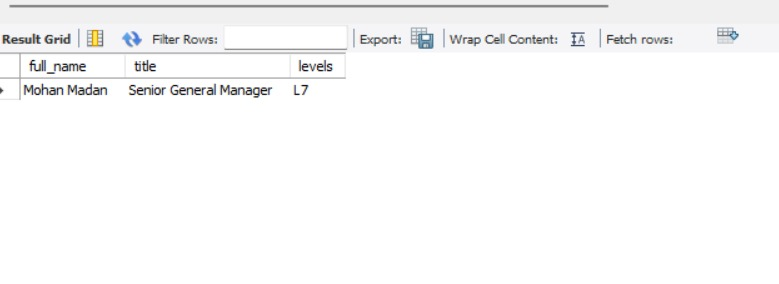 Result Grid Filter Rows: Export: Wrap Cell Content: Fetch rows:
full_name title levels
Mohan Madan Senior General Manager L7